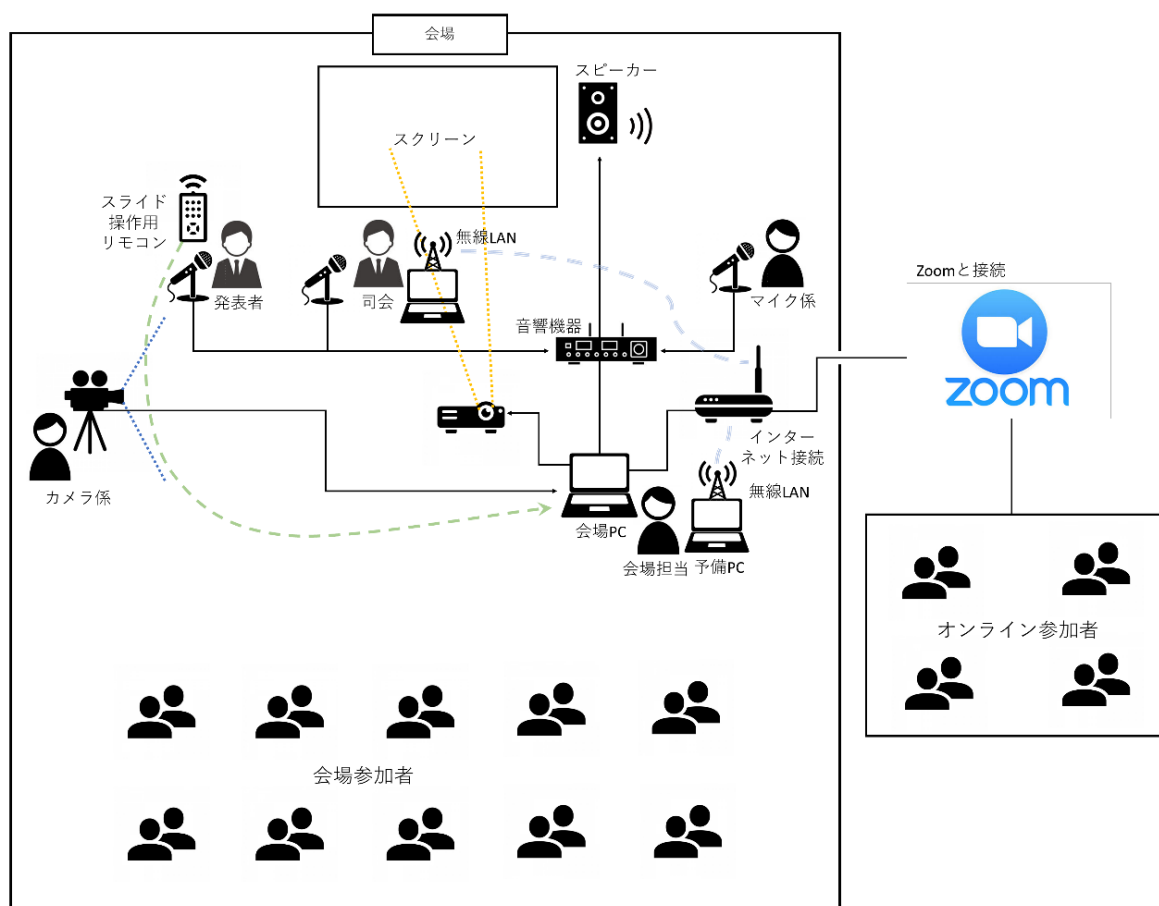 会場
スピーカー
スクリーン
スライド
操作用
リモコン
無線LAN
発表者
司会
マイク係
音響機器
Zoomと接続
zoom
インター
ネット接続
無線LAN
カメラ係
会場PC
会場担当
予備PC
オンライン参加者
会場参加者